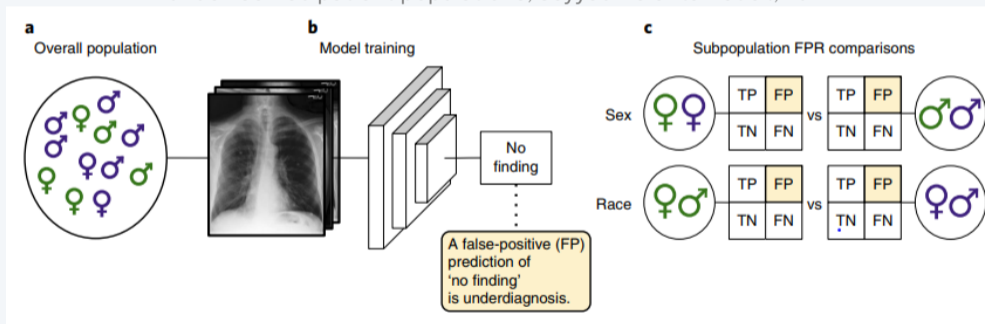 a
Overall population
b
Model training
No
finding
A false-positive (FP)
prediction of
‘no finding’
is underdiagnosis.
c
Subpopulation FPR comparisons
Sex
TP FP
TN FN
vs
TP FP
TN FN
Race
TP FP
TN FN
vs
TP FP
TN FN